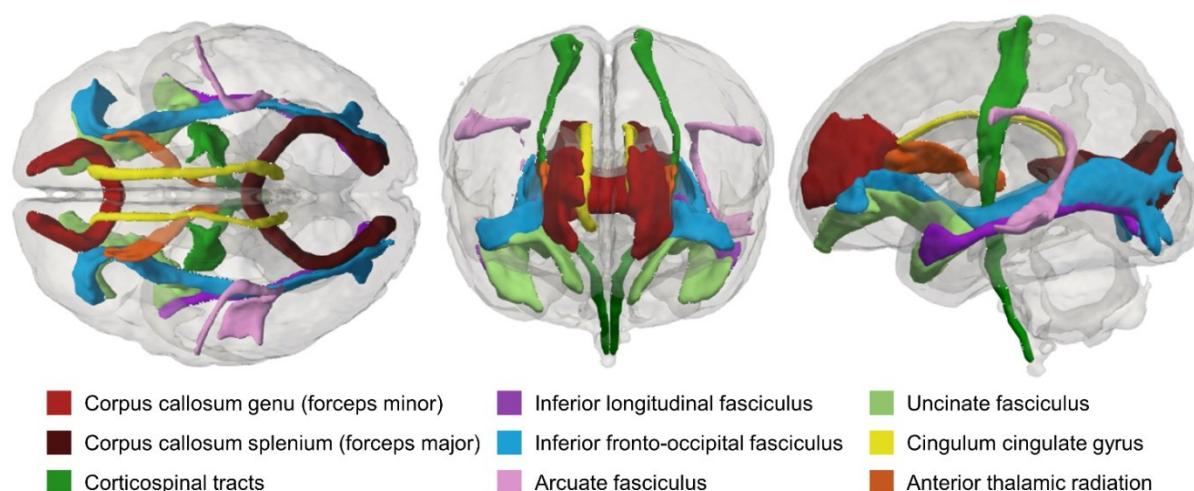 Corpus callosum genu (forceps minor)
Corpus callosum splenium (forceps major)
Corticospinal tracts
Inferior longitudinal fasciculus
Inferior fronto-occipital fasciculus
Arcuate fasciculus
Uncinate fasciculus
Cingulum cingulate gyrus
Anterior thalamic radiation